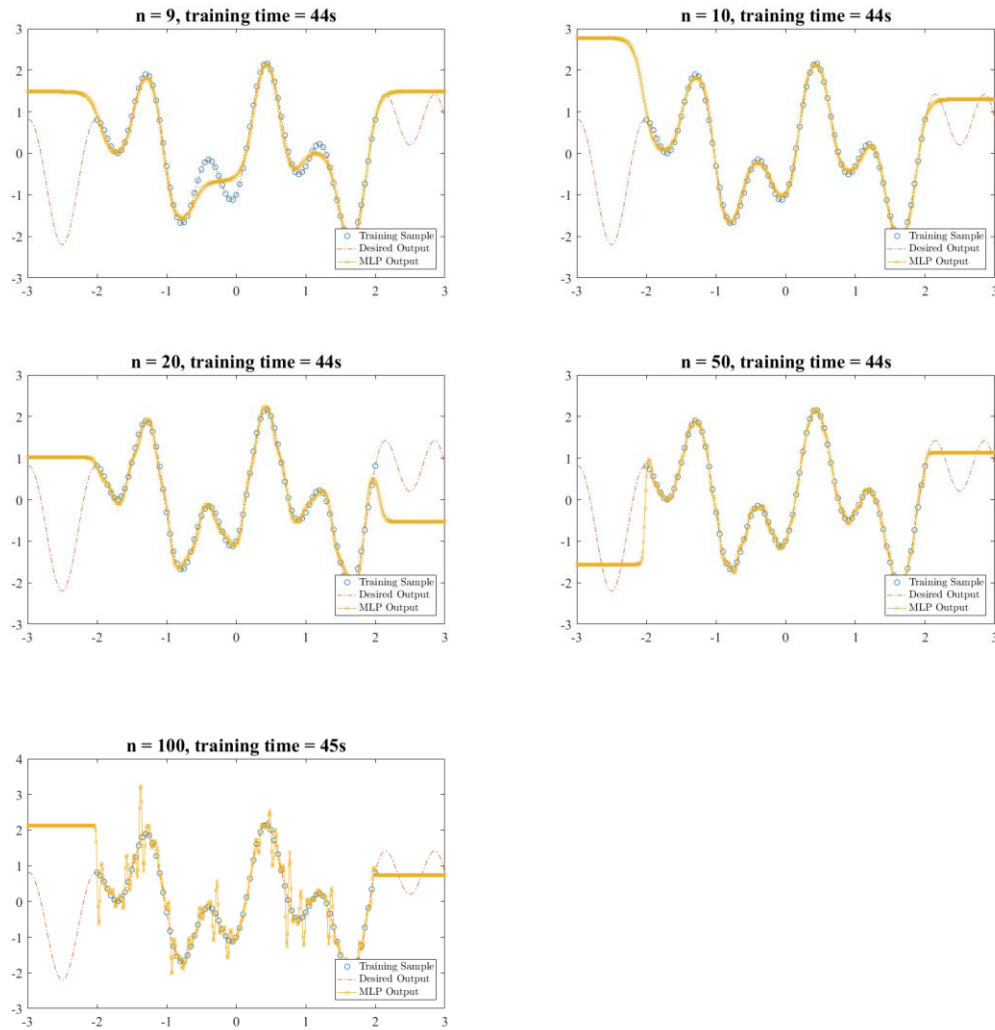 n = 9, training time = 44s
3
2
1
0
-1
-2
-3
-3 -2 -1 0 1 2 3
Training Sample
Desired Output
MLP Output
n = 10, training time = 44s
3
2
1
0
-1
-2
-3
-3 -2 -1 0 1 2 3
Training Sample
Desired Output
MLP Output
n = 20, training time = 44s
3
2
1
0
-1
-2
-3
-3 -2 -1 0 1 2 3
Training Sample
Desired Output
MLP Output
n = 50, training time = 44s
3
2
1
0
-1
-2
-3
-3 -2 -1 0 1 2 3
Training Sample
Desired Output
MLP Output
n = 100, training time = 45s
4
3
2
1
0
-1
-2
-3
-3 -2 -1 0 1 2 3
Training Sample
Desired Output
MLP Output